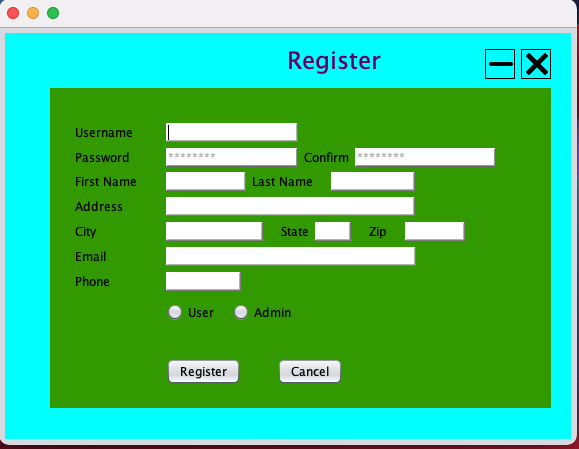 Register
Username
Password ******** Confirm ********
First Name Last Name
Address
City State Zip
Email
Phone
User Admin
Register Cancel